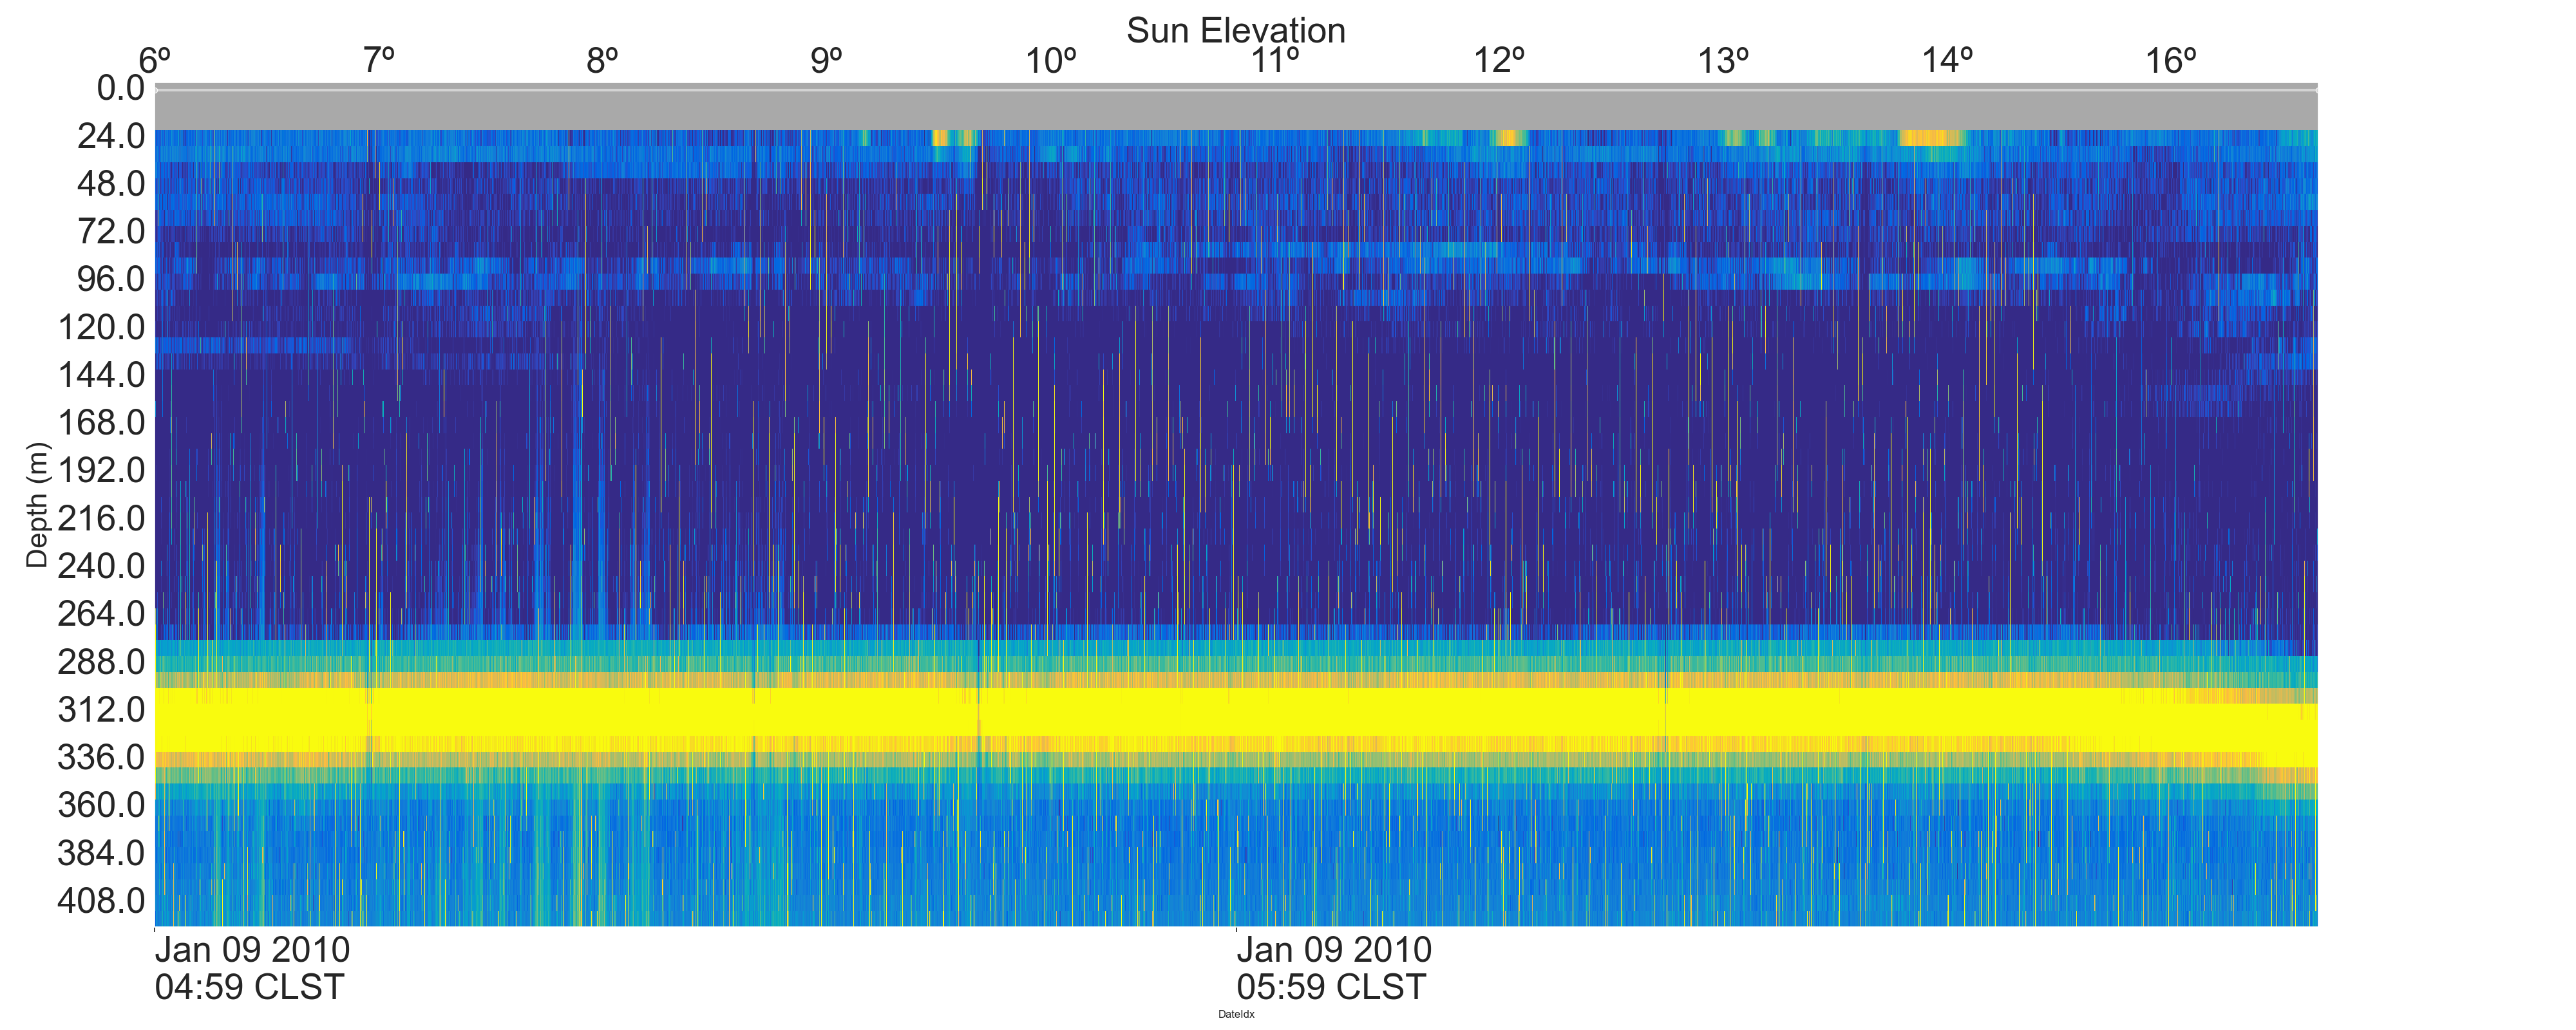 Sun Elevation
6º 7º 8º 9º 10º 11º 12º 13º 14º 16º
0.0
24.0
48.0
72.0
96.0
120.0
144.0
168.0
192.0
216.0
240.0
264.0
288.0
312.0
336.0
360.0
384.0
408.0
Depth (m)
Jan 09 2010
04:59 CLST
Jan 09 2010
05:59 CLST
DateIdx